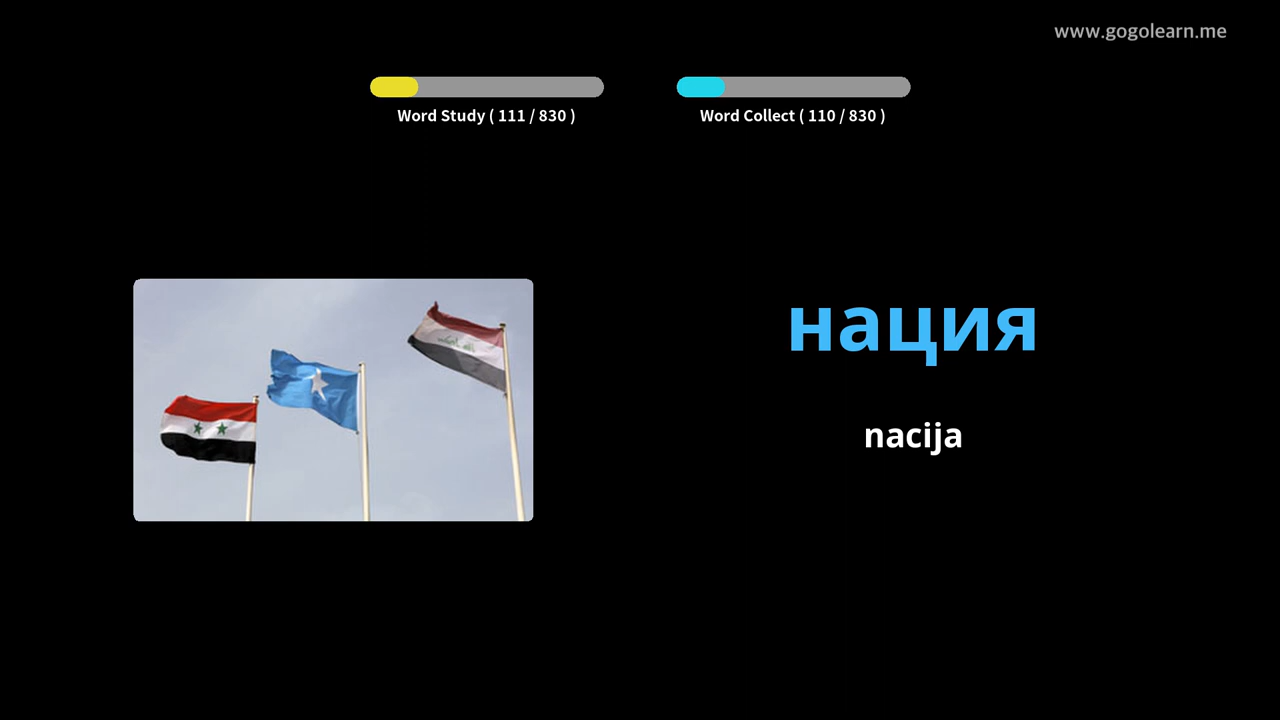 www.gogolearn.me
Word Study ( 111 / 830 )
Word Collect ( 110 / 830 )
нация
nacija